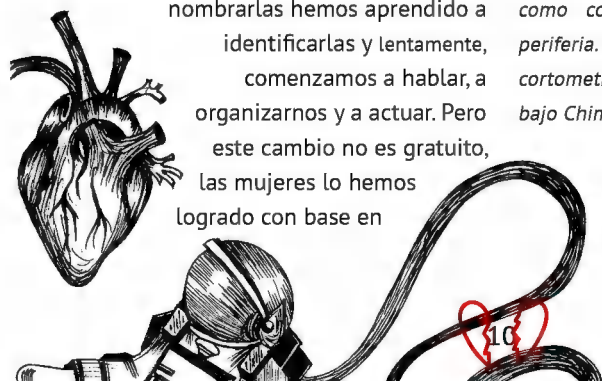 nombrarlas hemos aprendido a
identificarlas y lentamente,
comenzamos a hablar, a
organizarnos y a actuar. Pero
este cambio no es gratuito,
las mujeres lo hemos
logrado con base en
como
periferia.
bajo
10